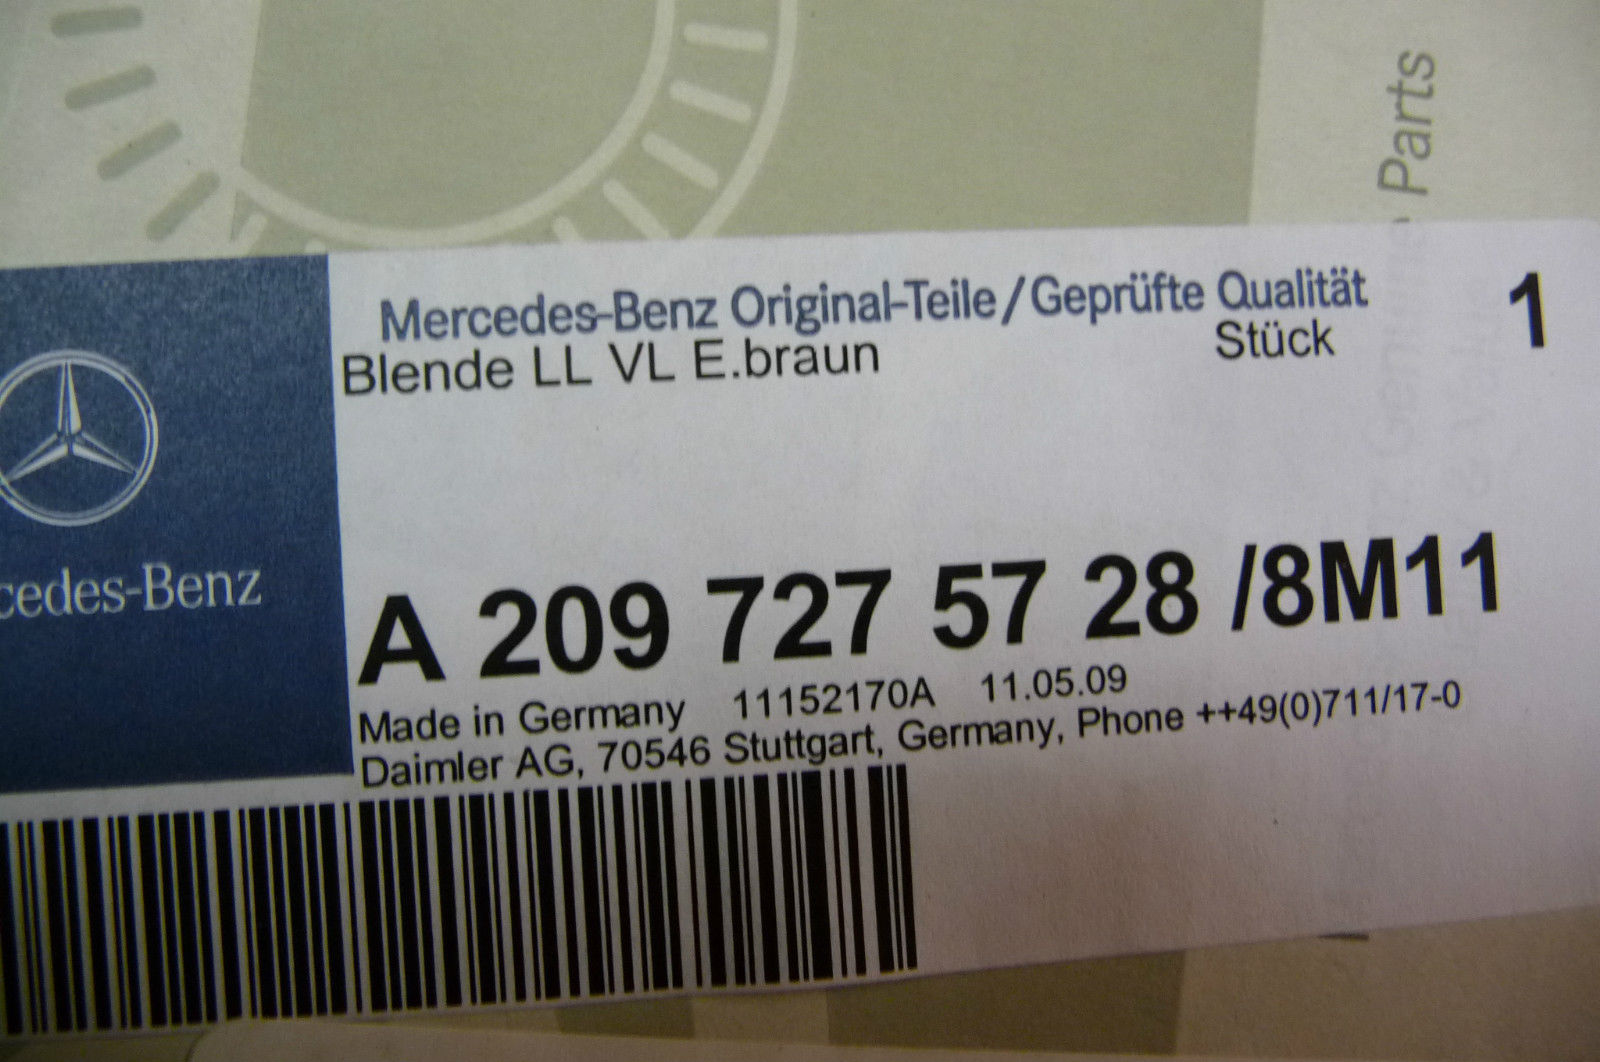 Parts
Mercedes-Benz Original-Teile/Geprüfte Qualität
Blende LL VL E.braun
Stück 1
cedes-Benz
A 209 727 57 28 /8M11
Made in Germany 11152170A 11.05.09
Daimler AG, 70546 Stuttgart, Germany, Phone ++49(0)711/17-0